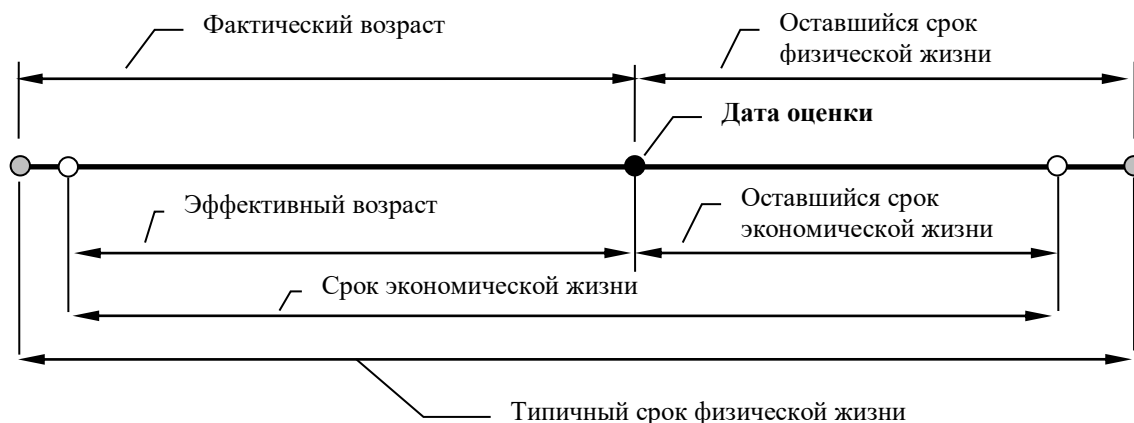 Фактический возраст
Оставшийся срок
физической жизни
Дата оценки
Эффективный возраст
Оставшийся срок
экономической жизни
Срок экономической жизни
Типичный срок физической жизни